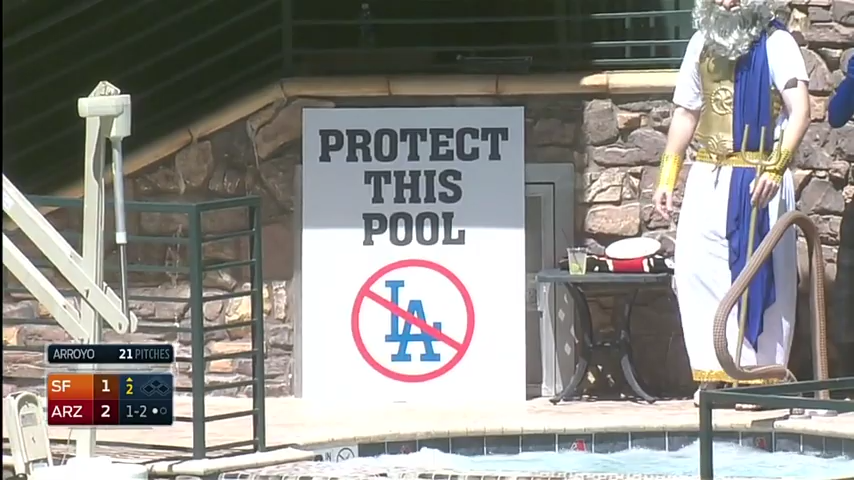 PROTECT
THIS
POOL
LA
ARROYO 21 PITCHES
SF 1 2
ARZ 2 1-2